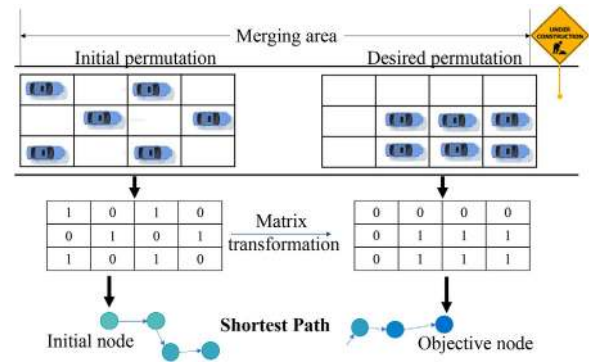 UNDER
CONSTRUCTION
Merging area
Initial permutation
Desired permutation
1 0 1 0
0 1 0 1
1 0 1 0
Matrix
transformation
0 0 0 0
0 1 1 1
0 1 1 1
Shortest Path
Initial node
Objective node